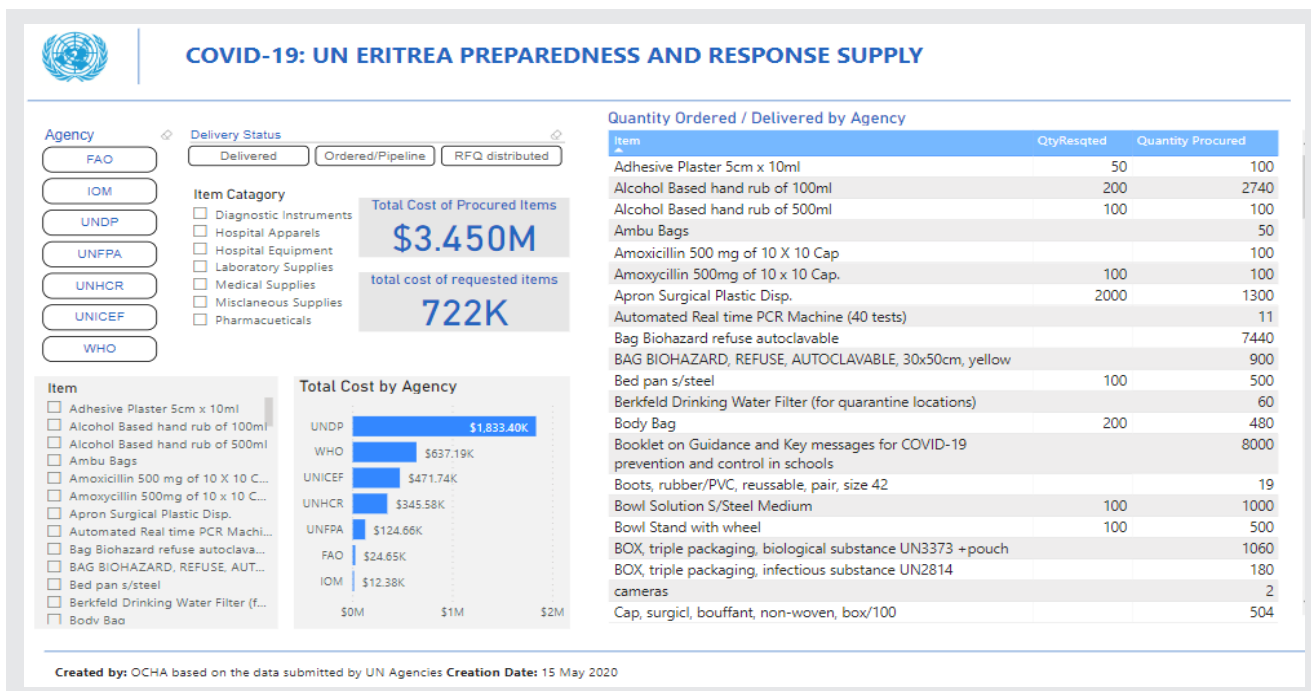 COVID-19: UN ERITREA PREPAREDNESS AND RESPONSE SUPPLY
Agency
FAO
IOM
UNDP
UNFPA
UNHCR
UNICEF
WHO
Delivery Status
Delivered
Ordered/Pipeline
RFQ distributed
Item Catagory
Diagnostic Instruments
Hospital Apparels
Hospital Equipment
Laboratory Supplies
Medical Supplies
Misclaneous Supplies
Pharmacueticals
Total Cost of Procured Items
$3.450M
total cost of requested items
722K
Item
Adhesive Plaster 5cm x 10ml
Alcohol Based hand rub of 100ml
Alcohol Based hand rub of 500ml
Ambu Bags
Amoxicillin 500 mg of 10 X 10 C...
Amoxycillin 500mg of 10 x 10 C...
Apron Surgical Plastic Disp.
Automated Real time PCR Machi...
Bag Biohazard refuse autoclava...
BAG BIOHAZARD, REFUSE, AUT...
Bed pan s/steel
Berkfeld Drinking Water Filter (f...
Body Bag
Total Cost by Agency
UNDP $1,833.40K
WHO $637.19K
UNICEF $471.74K
UNHCR $345.58K
UNFPA $124.66K
FAO $24.65K
IOM $12.38K
$0M $1M $2M
Quantity Ordered / Delivered by Agency
Item QtyResqted Quantity Procured
Adhesive Plaster 5cm x 10ml 50 100
Alcohol Based hand rub of 100ml 200 2740
Alcohol Based hand rub of 500ml 100 100
Ambu Bags 50
Amoxicillin 500 mg of 10 X 10 Cap 100
Amoxycillin 500mg of 10 x 10 Cap. 100 100
Apron Surgical Plastic Disp. 2000 1300
Automated Real time PCR Machine (40 tests) 11
Bag Biohazard refuse autoclavable 7440
BAG BIOHAZARD, REFUSE, AUTOCLAVABLE, 30x50cm, yellow 900
Bed pan s/steel 100 500
Berkfeld Drinking Water Filter (for quarantine locations) 60
Body Bag 200 480
Booklet on Guidance and Key messages for COVID-19 8000
prevention and control in schools
Boots, rubber/PVC, reussable, pair, size 42 19
Bowl Solution S/Steel Medium 100 1000
Bowl Stand with wheel 100 500
BOX, triple packaging, biological substance UN3373 +pouch 1060
BOX, triple packaging, infectious substance UN2814 180
cameras 2
Cap, surgicl, bouffant, non-woven, box/100 504
Created by: OCHA based on the data submitted by UN Agencies Creation Date: 15 May 2020